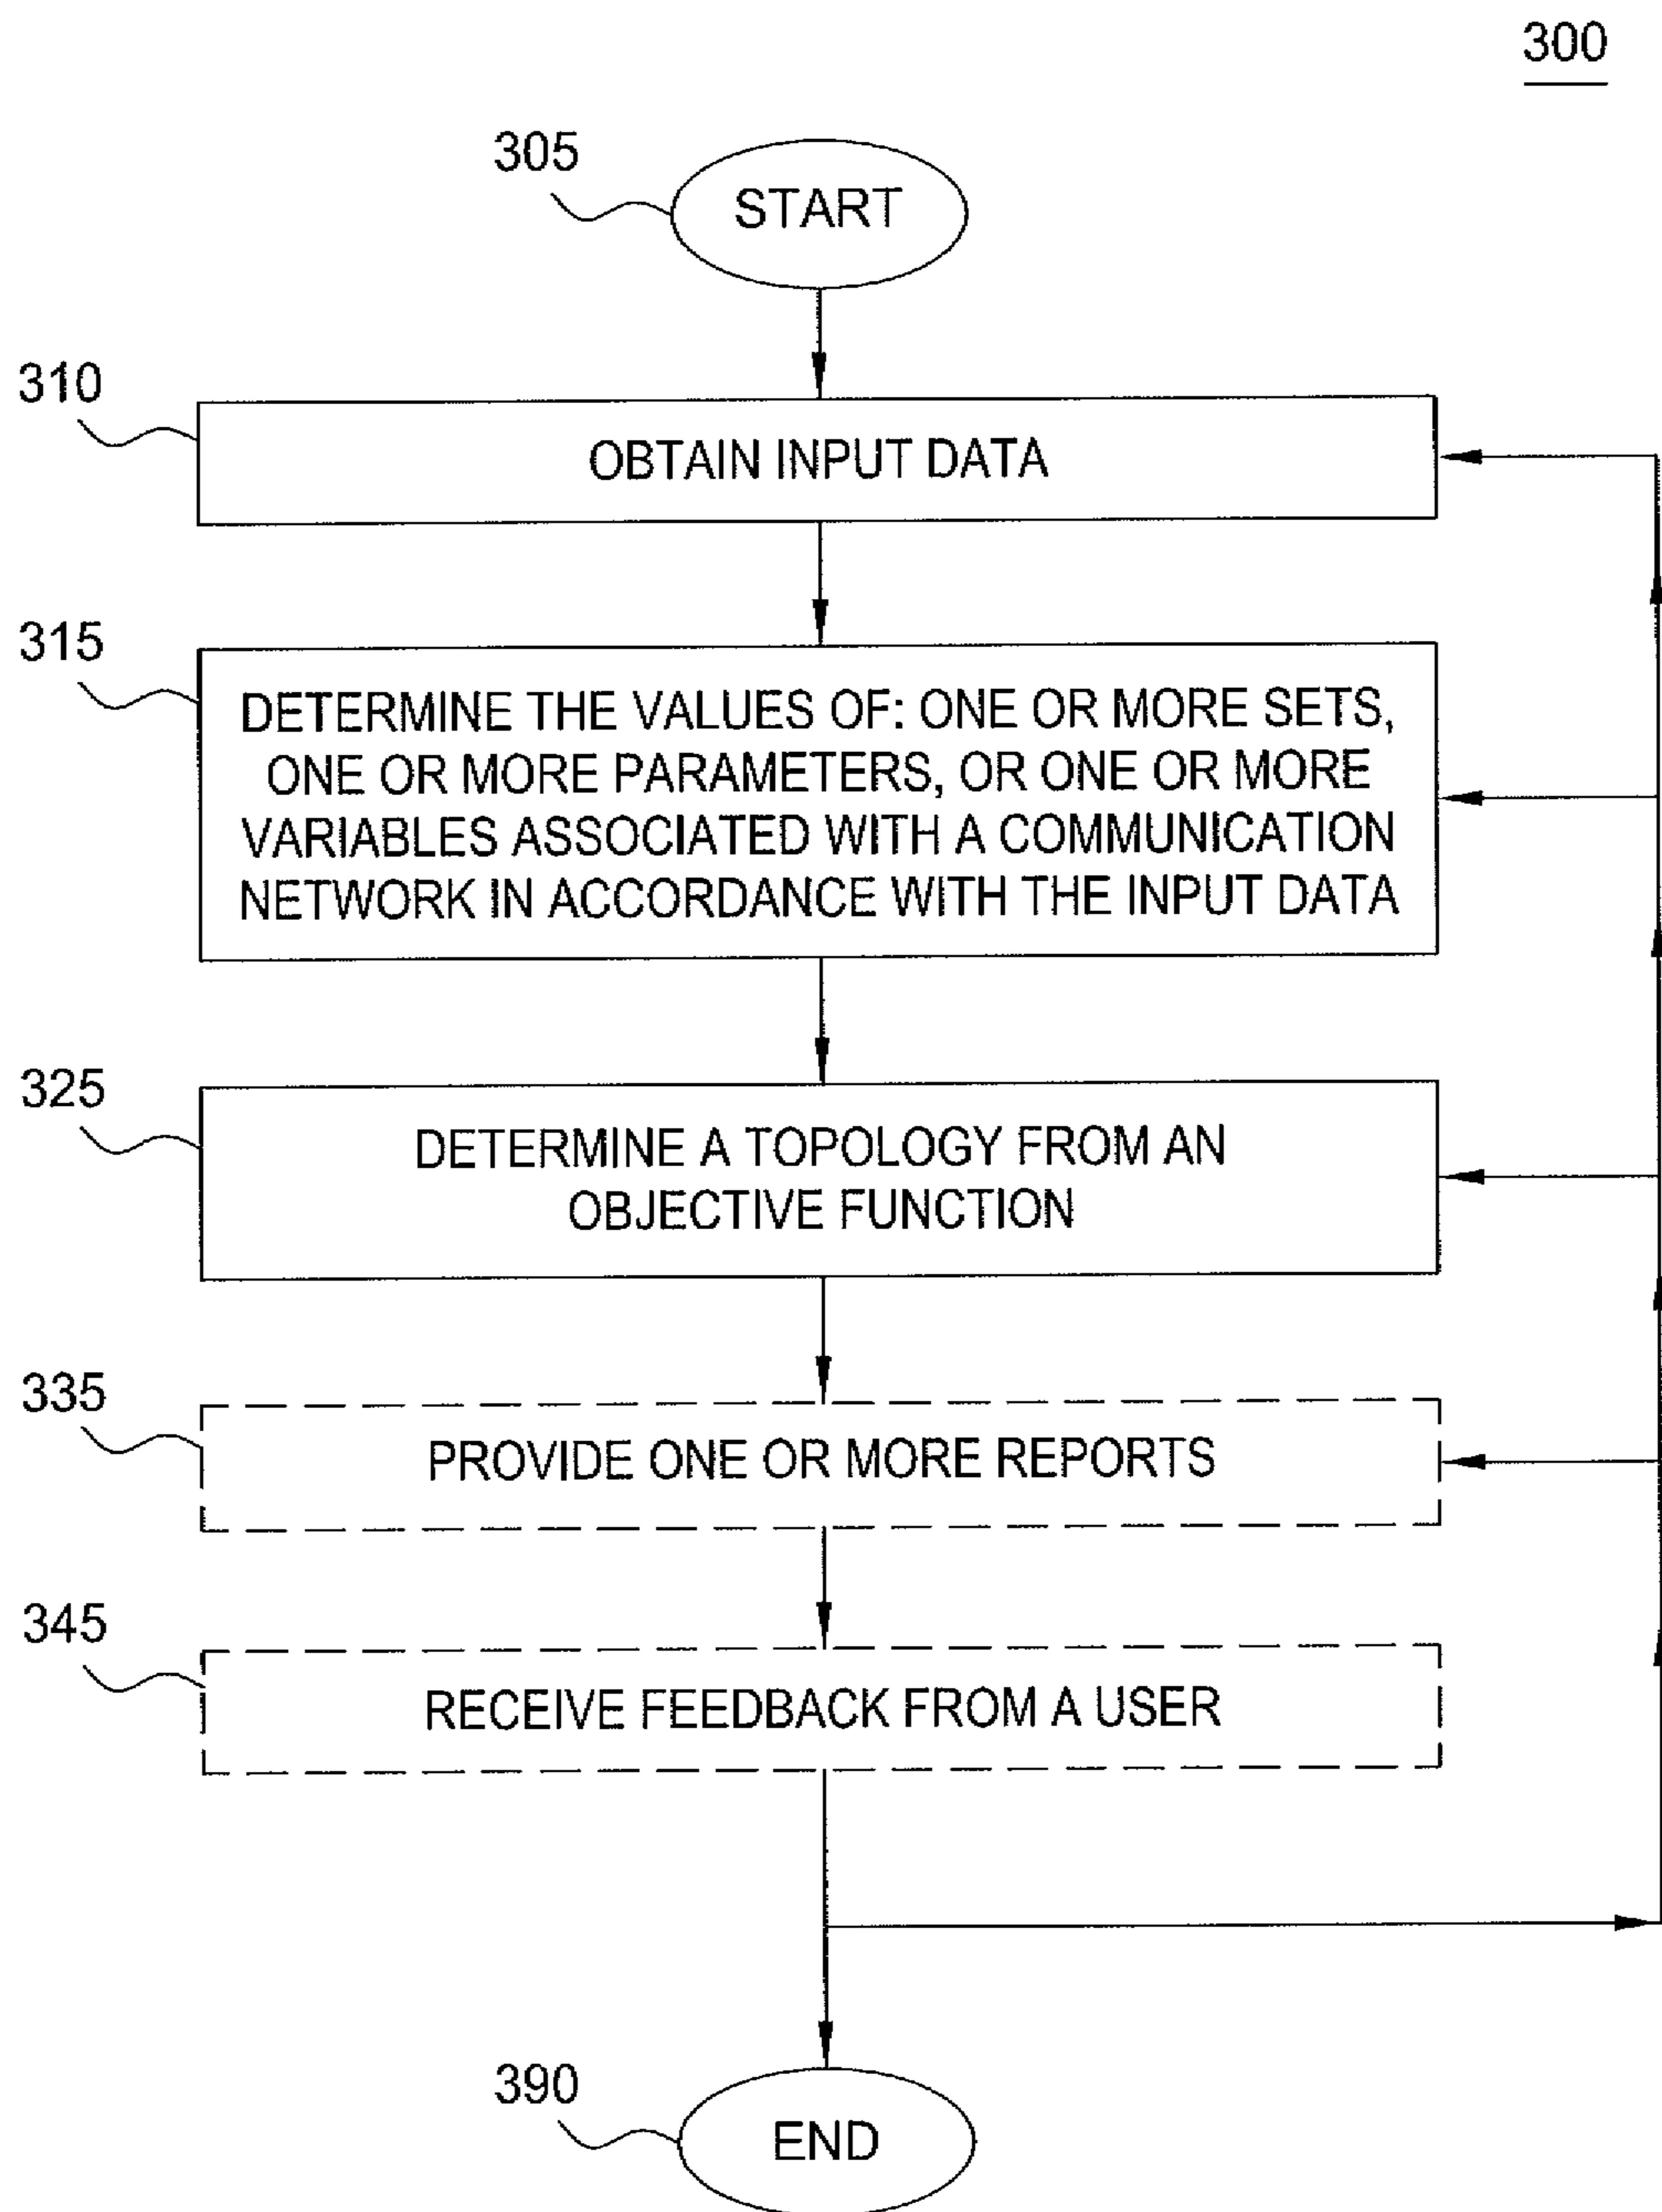 300
305
START
310
OBTAIN INPUT DATA
315
DETERMINE THE VALUES OF: ONE OR MORE SETS,
ONE OR MORE PARAMETERS, OR ONE OR MORE
VARIABLES ASSOCIATED WITH A COMMUNICATION
NETWORK IN ACCORDANCE WITH THE INPUT DATA
325
DETERMINE A TOPOLOGY FROM AN
OBJECTIVE FUNCTION
335
PROVIDE ONE OR MORE REPORTS
345
RECEIVE FEEDBACK FROM A USER
390
END